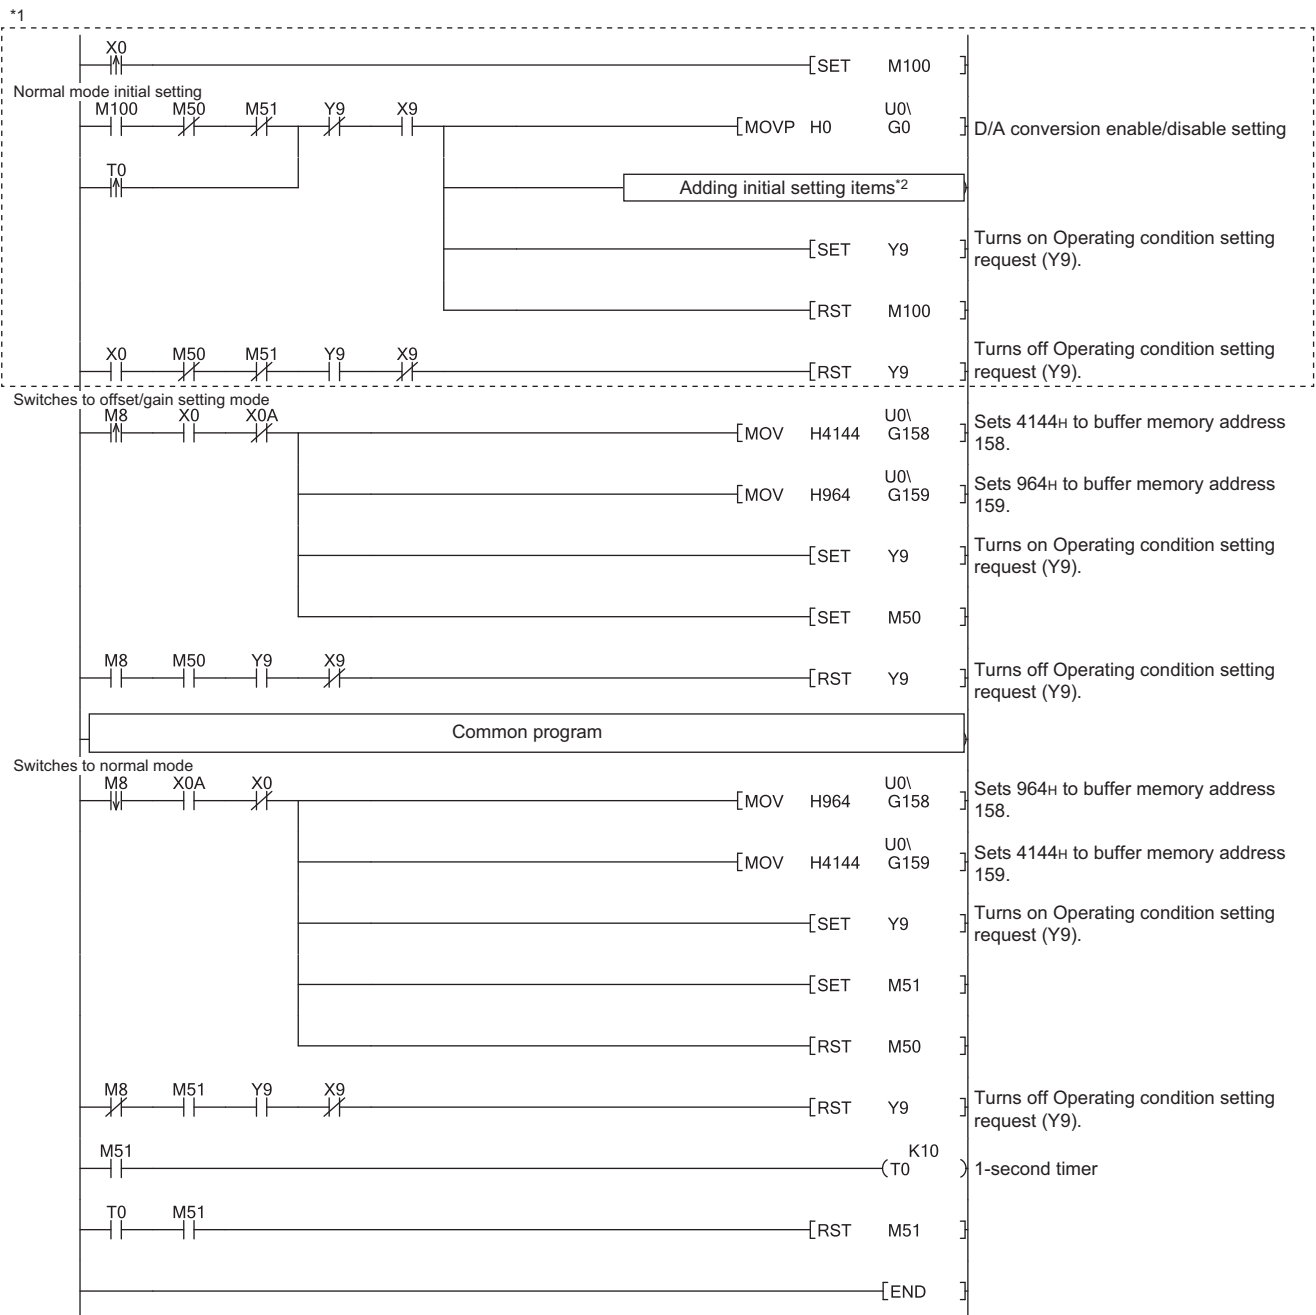 *1
X0
[SET M100 ]
Normal mode initial setting
M100 M50 M51 Y9 X9
[MOVP H0 U0\ G0 ] D/A conversion enable/disable setting
T0
Adding initial setting items*2
[SET Y9 ] Turns on Operating condition setting
request (Y9).
[RST M100 ]
X0 M50 M51 Y9 X9
[RST Y9 ] Turns off Operating condition setting
request (Y9).
Switches to offset/gain setting mode
M8 X0 X0A
[MOV H4144 U0\ G158 ] Sets 4144H to buffer memory address
158.
[MOV H964 U0\ G159 ] Sets 964H to buffer memory address
159.
[SET Y9 ] Turns on Operating condition setting
request (Y9).
[SET M50 ]
M8 M50 Y9 X9
[RST Y9 ] Turns off Operating condition setting
request (Y9).
Common program
Switches to normal mode
M8 X0A X0
[MOV H964 U0\ G158 ] Sets 964H to buffer memory address
158.
[MOV H4144 U0\ G159 ] Sets 4144H to buffer memory address
159.
[SET Y9 ] Turns on Operating condition setting
request (Y9).
[SET M51 ]
[RST M50 ]
M8 M51 Y9 X9
[RST Y9 ] Turns off Operating condition setting
request (Y9).
M51
K10
(T0 ) 1-second timer
T0 M51
[RST M51 ]
[END ]